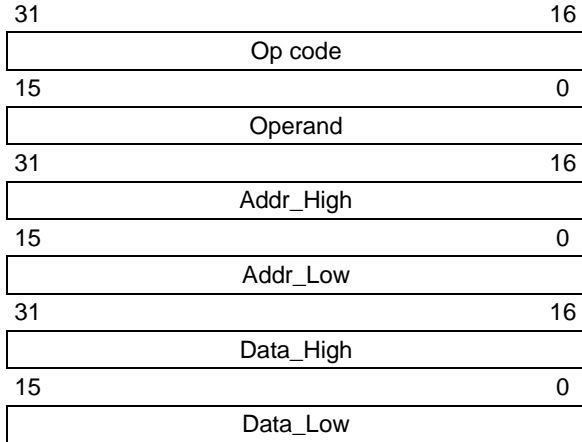 31 16
Op code
15 0
Operand
31 16
Addr_High
15 0
Addr_Low
31 16
Data_High
15 0
Data_Low